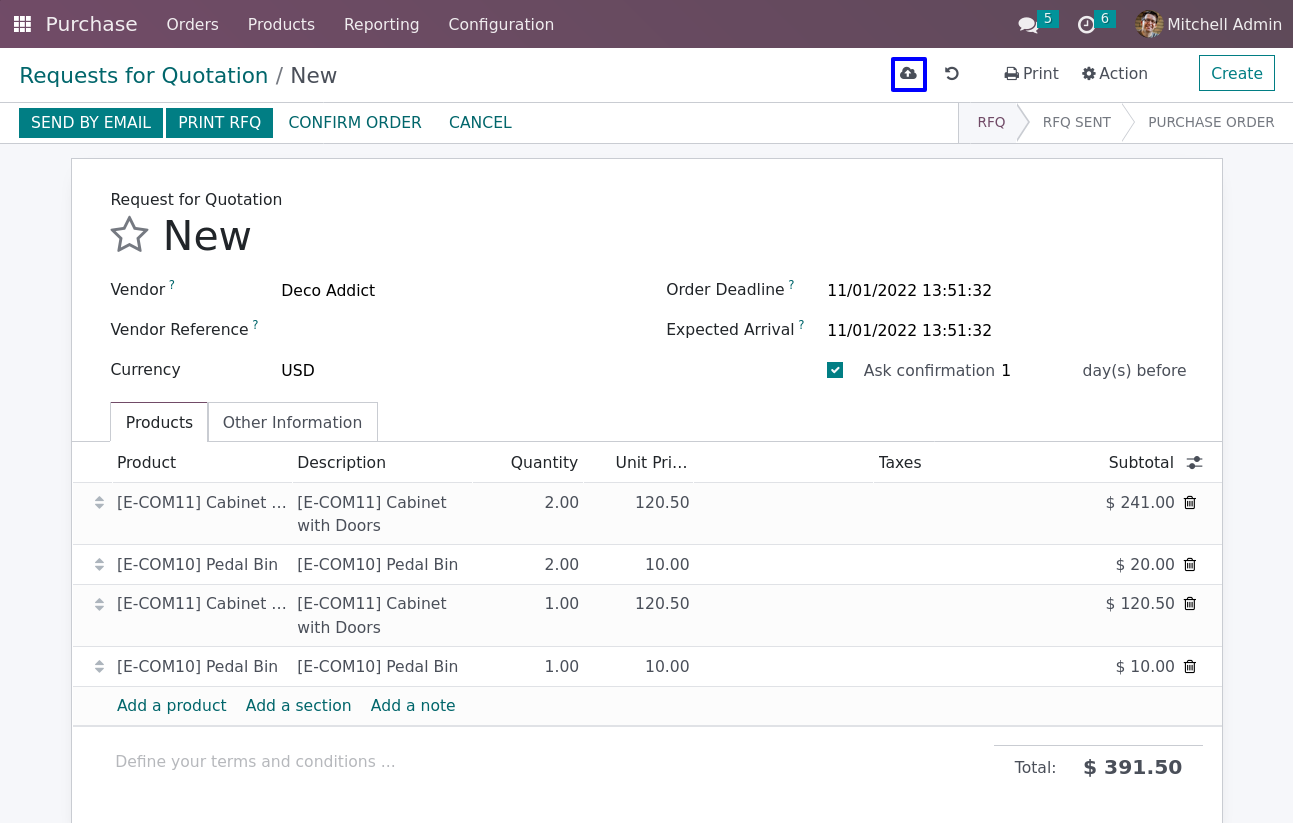 Purchase Orders Products Reporting Configuration 5 6 Mitchell Admin
Requests for Quotation / New Print Action Create
SEND BY EMAIL PRINT RFQ CONFIRM ORDER CANCEL RFQ RFQ SENT PURCHASE ORDER
Request for Quotation
New
Vendor ? Deco Addict Order Deadline ? 11/01/2022 13:51:32
Vendor Reference ? Expected Arrival ? 11/01/2022 13:51:32
Currency USD Ask confirmation 1 day(s) before
Products Other Information
Product Description Quantity Unit Pri... Taxes Subtotal
[E-COM11] Cabinet ... [E-COM11] Cabinet 2.00 120.50 $ 241.00
with Doors
[E-COM10] Pedal Bin [E-COM10] Pedal Bin 2.00 10.00 $ 20.00
[E-COM11] Cabinet ... [E-COM11] Cabinet 1.00 120.50 $ 120.50
with Doors
[E-COM10] Pedal Bin [E-COM10] Pedal Bin 1.00 10.00 $ 10.00
Add a product Add a section Add a note
Define your terms and conditions ... Total: $ 391.50